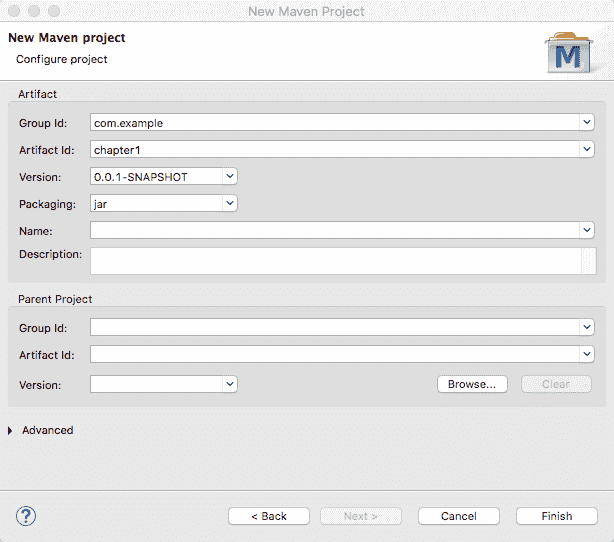 New Maven Project
New Maven project
Configure project
M
Artifact
Group Id: com.example
Artifact Id: chapter1
Version: 0.0.1-SNAPSHOT
Packaging: jar
Name:
Description:
Parent Project
Group Id:
Artifact Id:
Version: Browse... Clear
Advanced
? < Back Next > Cancel Finish